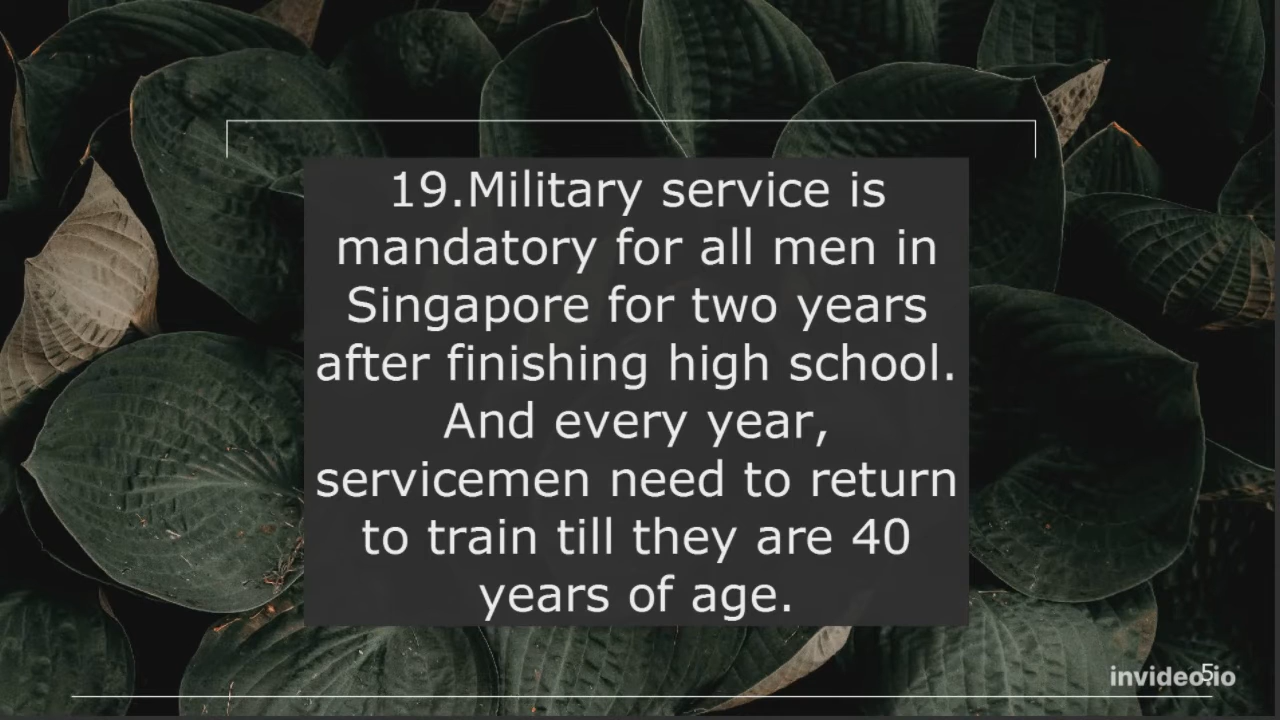 19.Military service is
mandatory for all men in
Singapore for two years
after finishing high school.
And every year,
servicemen need to return
to train till they are 40
years of age.
invideo.io
5